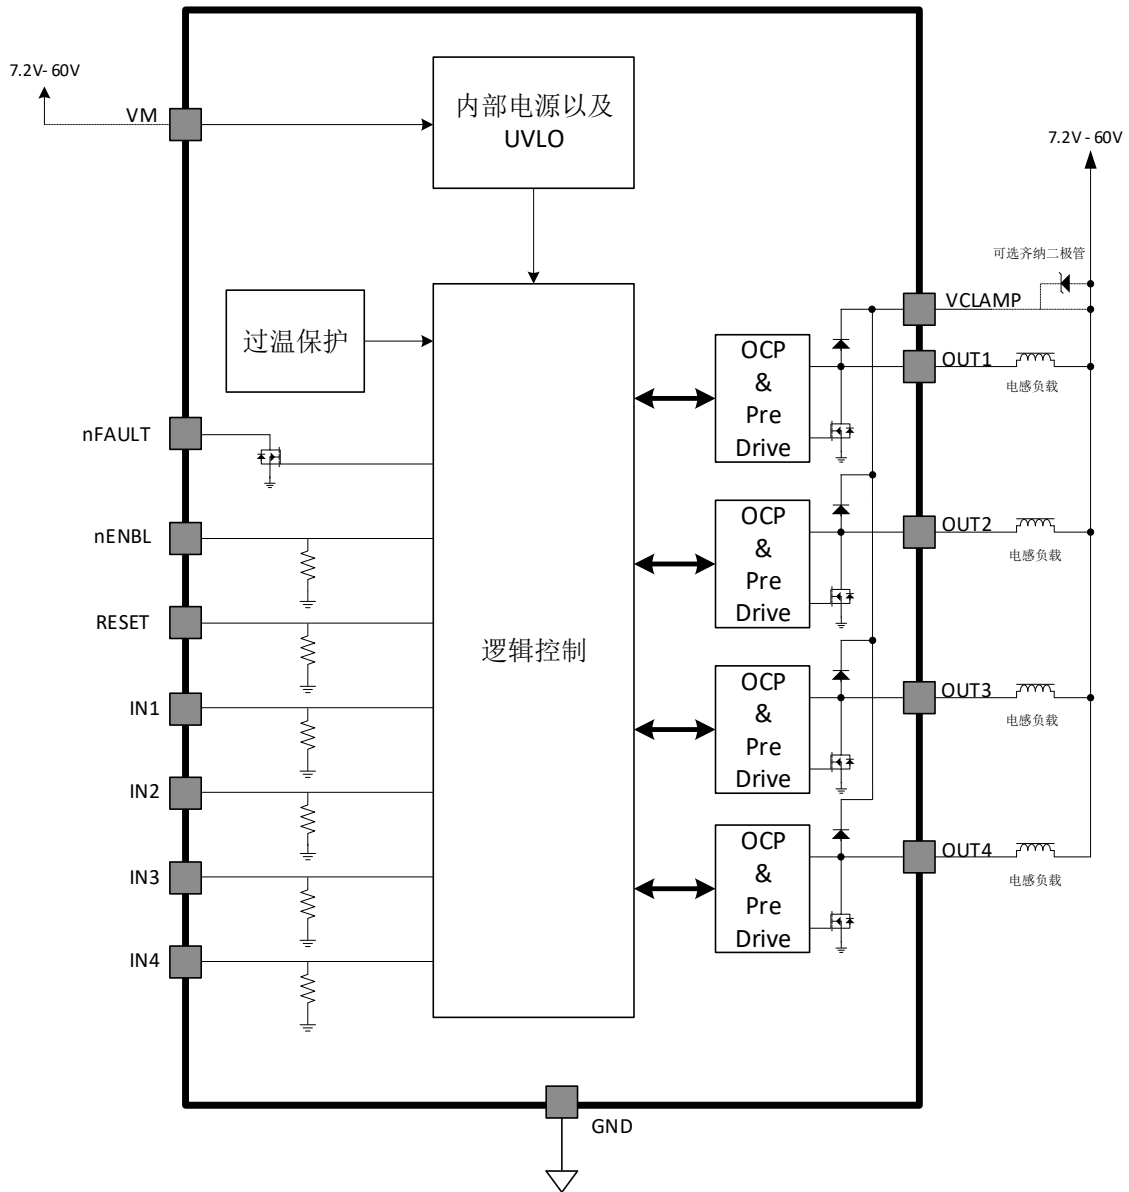 7.2V- 60V
VM
内部电源以及
UVLO
7.2V - 60V
可选齐纳二极管
VCLAMP
过温保护
OCP
&
Pre
Drive
OUT1
电感负载
nFAULT
nENBL
OCP
&
Pre
Drive
OUT2
电感负载
RESET
逻辑控制
IN1
OCP
&
Pre
Drive
OUT3
电感负载
IN2
IN3
OCP
&
Pre
Drive
OUT4
电感负载
IN4
GND